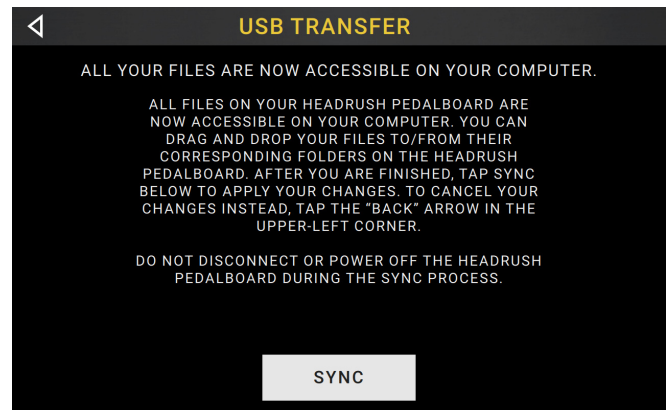 USB TRANSFER
ALL YOUR FILES ARE NOW ACCESSIBLE ON YOUR COMPUTER.
ALL FILES ON YOUR HEADRUSH PEDALBOARD ARE
NOW ACCESSIBLE ON YOUR COMPUTER. YOU CAN
DRAG AND DROP YOUR FILES TO/FROM THEIR
CORRESPONDING FOLDERS ON THE HEADRUSH
PEDALBOARD. AFTER YOU ARE FINISHED, TAP SYNC
BELOW TO APPLY YOUR CHANGES. TO CANCEL YOUR
CHANGES INSTEAD, TAP THE “BACK” ARROW IN THE
UPPER-LEFT CORNER.
DO NOT DISCONNECT OR POWER OFF THE HEADRUSH
PEDALBOARD DURING THE SYNC PROCESS.
SYNC